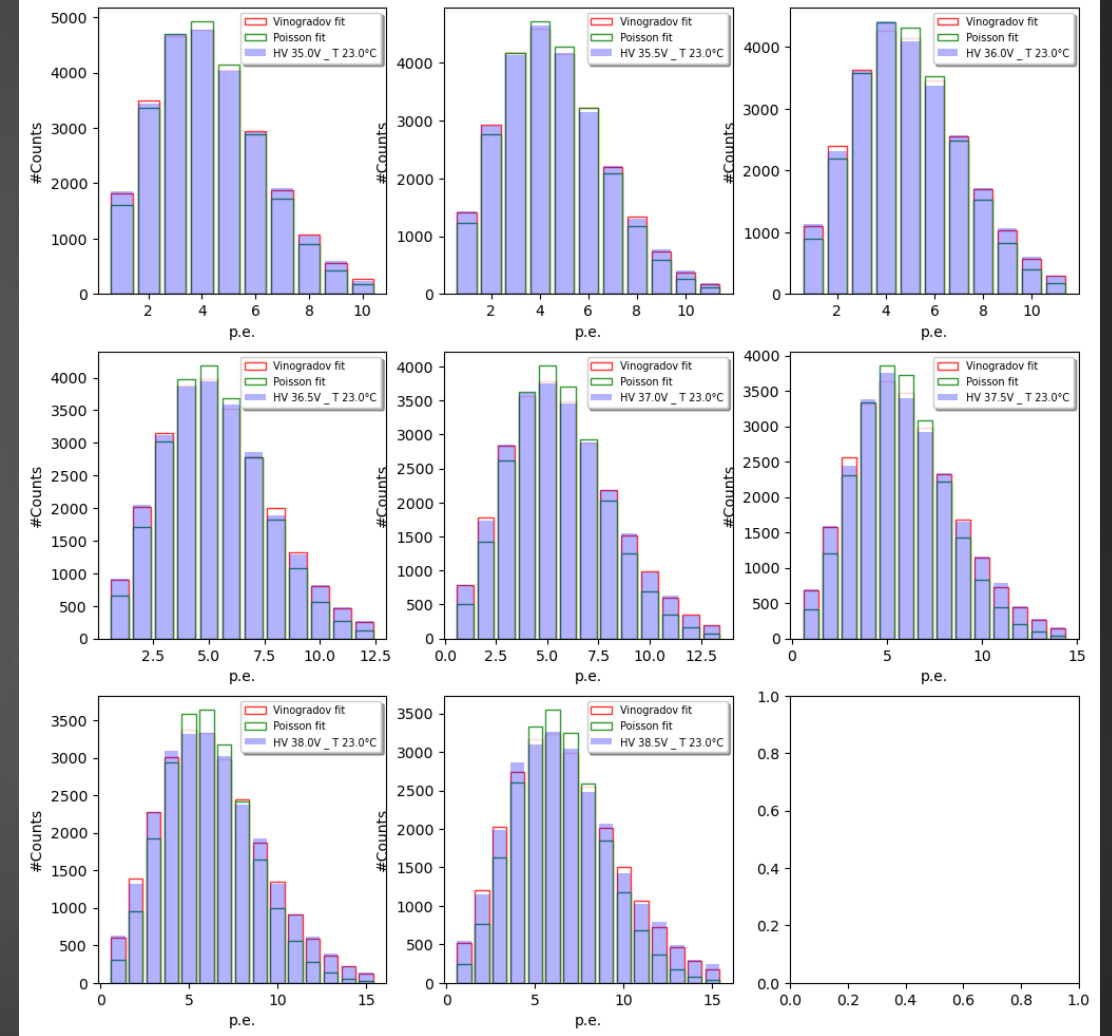 Vinogradov fit
Poisson fit
HV 35.0V _ T 23.0°C
#Counts
5000
4000
3000
2000
1000
0
2 4 6 8 10
p.e.
Vinogradov fit
Poisson fit
HV 35.5V _ T 23.0°C
#Counts
4000
3000
2000
1000
0
2 4 6 8 10
p.e.
Vinogradov fit
Poisson fit
HV 36.0V _ T 23.0°C
#Counts
4000
3000
2000
1000
0
2 4 6 8 10
p.e.
Vinogradov fit
Poisson fit
HV 36.5V _ T 23.0°C
#Counts
4000
3500
3000
2500
2000
1500
1000
500
0
2.5 5.0 7.5 10.0 12.5
p.e.
Vinogradov fit
Poisson fit
HV 37.0V _ T 23.0°C
#Counts
4000
3500
3000
2500
2000
1500
1000
500
0
0.0 2.5 5.0 7.5 10.0 12.5
p.e.
Vinogradov fit
Poisson fit
HV 37.5V _ T 23.0°C
#Counts
4000
3500
3000
2500
2000
1500
1000
500
0
0 5 10 15
p.e.
Vinogradov fit
Poisson fit
HV 38.0V _ T 23.0°C
#Counts
3500
3000
2500
2000
1500
1000
500
0
0 5 10 15
p.e.
Vinogradov fit
Poisson fit
HV 38.5V _ T 23.0°C
#Counts
3500
3000
2500
2000
1500
1000
500
0
0 5 10 15
p.e.
1.0
0.8
0.6
0.4
0.2
0.0
0.0 0.2 0.4 0.6 0.8 1.0